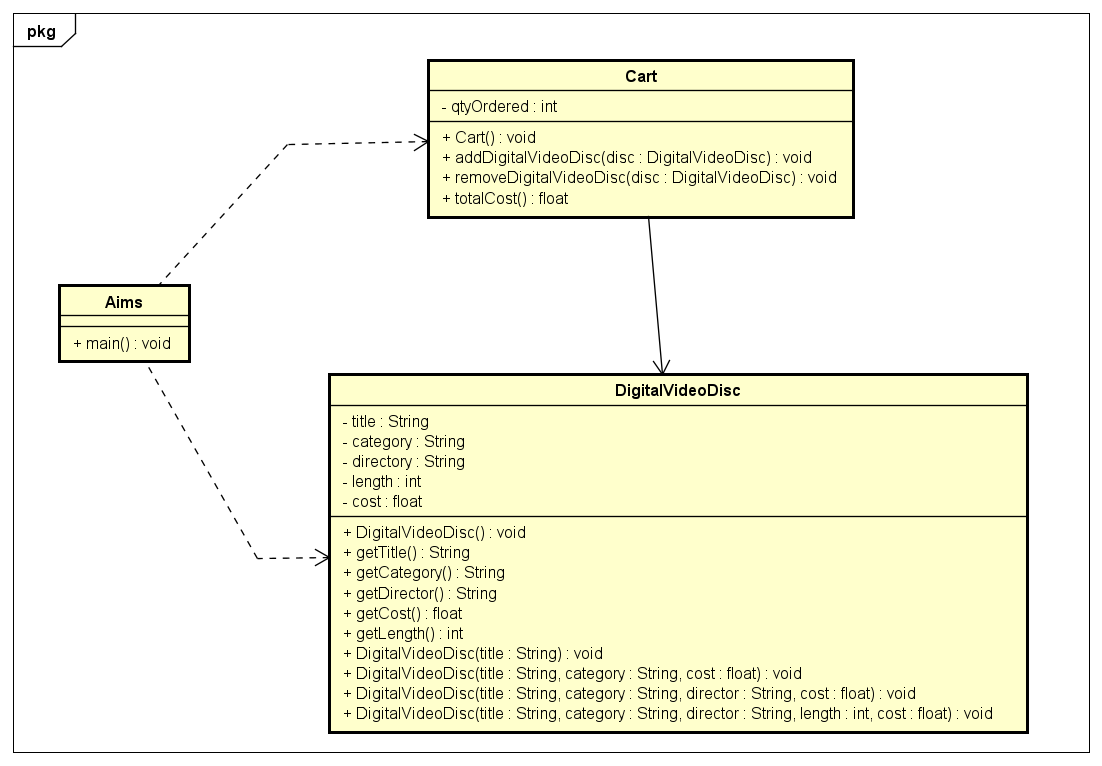 pkg
Cart
- qtyOrdered : int
+ Cart() : void
+ addDigitalVideoDisc(disc : DigitalVideoDisc) : void
+ removeDigitalVideoDisc(disc : DigitalVideoDisc) : void
+ totalCost() : float
Aims
+ main() : void
DigitalVideoDisc
- title : String
- category : String
- directory : String
- length : int
- cost : float
+ DigitalVideoDisc() : void
+ getTitle() : String
+ getCategory() : String
+ getDirector() : String
+ getCost() : float
+ getLength() : int
+ DigitalVideoDisc(title : String) : void
+ DigitalVideoDisc(title : String, category : String, cost : float) : void
+ DigitalVideoDisc(title : String, category : String, director : String, cost : float) : void
+ DigitalVideoDisc(title : String, category : String, director : String, length : int, cost : float) : void